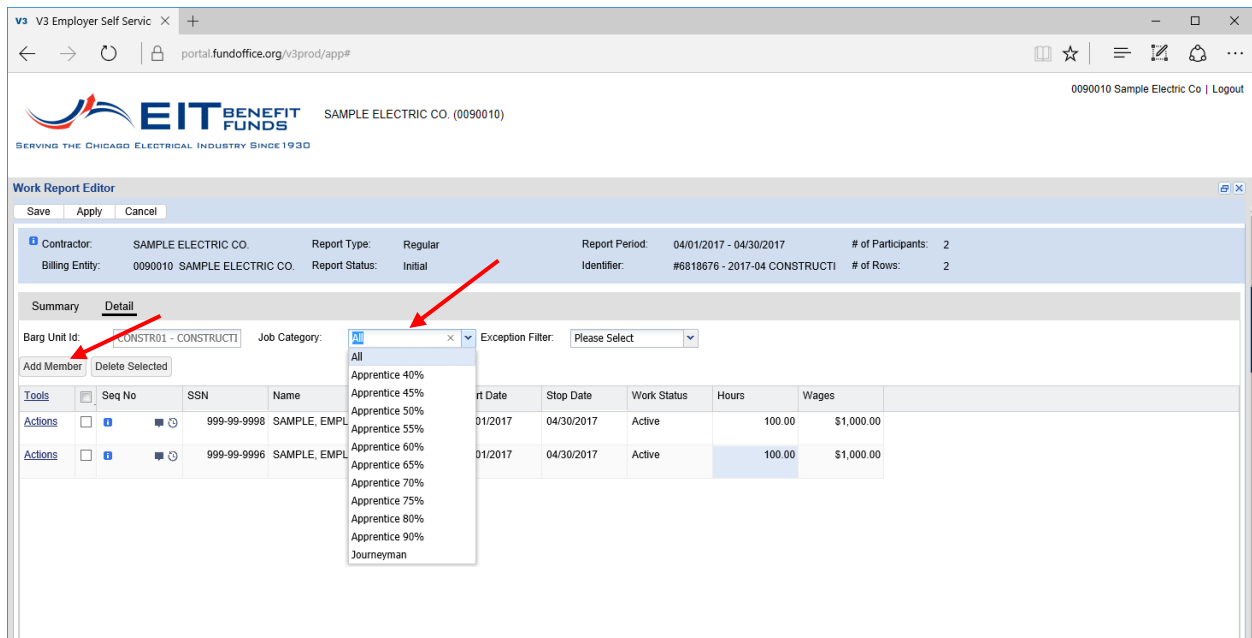 V3 V3 Employer Self Servic
portal.fundoffice.org/v3prod/app#
0090010 Sample Electric Co | Logout
EIT BENEFIT FUNDS
SAMPLE ELECTRIC CO. (0090010)
SERVING THE CHICAGO ELECTRICAL INDUSTRY SINCE 1930
Work Report Editor
Save Apply Cancel
Contractor: SAMPLE ELECTRIC CO. Report Type: Regular Report Period: 04/01/2017 - 04/30/2017 # of Participants: 2
Billing Entity: 0090010 SAMPLE ELECTRIC CO. Report Status: Initial Identifier: #6818676 - 2017-04 CONSTRUCTI # of Rows: 2
Summary Detail
Barg Unit Id: CONSTR01 - CONSTRUCTI Job Category: All Exception Filter: Please Select
Add Member Delete Selected
All
Apprentice 40%
Apprentice 45%
Apprentice 50%
Apprentice 55%
Apprentice 60%
Apprentice 65%
Apprentice 70%
Apprentice 75%
Apprentice 80%
Apprentice 90%
Journeyman
Tools Seq No SSN Name rt Date Stop Date Work Status Hours Wages
Actions 999-99-9998 SAMPLE, EMPL 01/2017 04/30/2017 Active 100.00 $1,000.00
Actions 999-99-9996 SAMPLE, EMPL 01/2017 04/30/2017 Active 100.00 $1,000.00